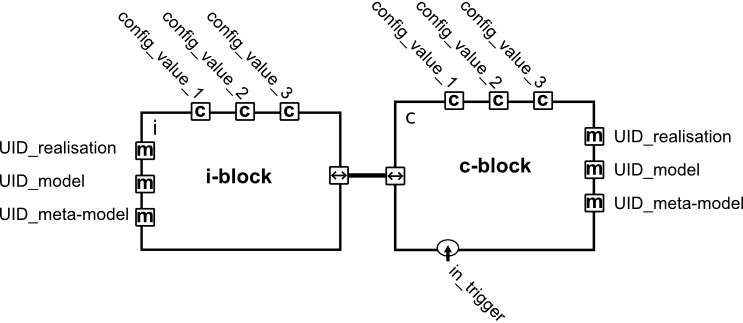 config_value_1
config_value_2
config_value_3
c
c
c
i
UID_realisation
m
UID_model
m
UID_meta-model
m
i-block
config_value_1
config_value_2
config_value_3
c
c
c
c
c-block
m
UID_realisation
m
UID_model
m
UID_meta-model
in_trigger